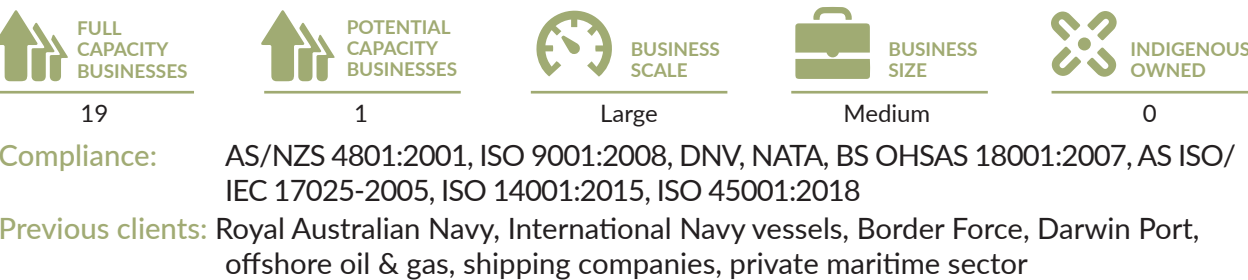 FULL
CAPACITY
BUSINESSES
19
POTENTIAL
CAPACITY
BUSINESSES
1
BUSINESS
SCALE
Large
BUSINESS
SIZE
Medium
INDIGENOUS
OWNED
0
Compliance: AS/NZS 4801:2001, ISO 9001:2008, DNV, NATA, BS OHSAS 18001:2007, AS ISO/
IEC 17025-2005, ISO 14001:2015, ISO 45001:2018
Previous clients: Royal Australian Navy, International Navy vessels, Border Force, Darwin Port,
offshore oil & gas, shipping companies, private maritime sector